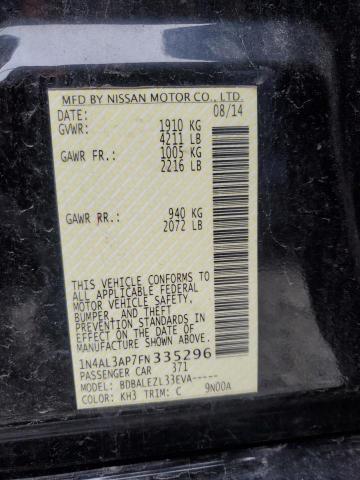 MFD BY NISSAN MOTOR CO., LTD.
DATE: 08/14
GVWR: 1910 KG
4211 LB
GAWR FR.: 1005 KG
2216 LB
GAWR RR.: 940 KG
2072 LB
THIS VEHICLE CONFORMS TO
ALL APPLICABLE FEDERAL
MOTOR VEHICLE SAFETY,
BUMPER, AND THEFT
PREVENTION STANDARDS IN
EFFECT ON THE DATE OF
MANUFACTURE SHOWN ABOVE.
1N4AL3AP7FN335296
PASSENGER CAR 371
MODEL: BDBALEZL33EVA-----
COLOR: KH3 TRIM: C 9N00A